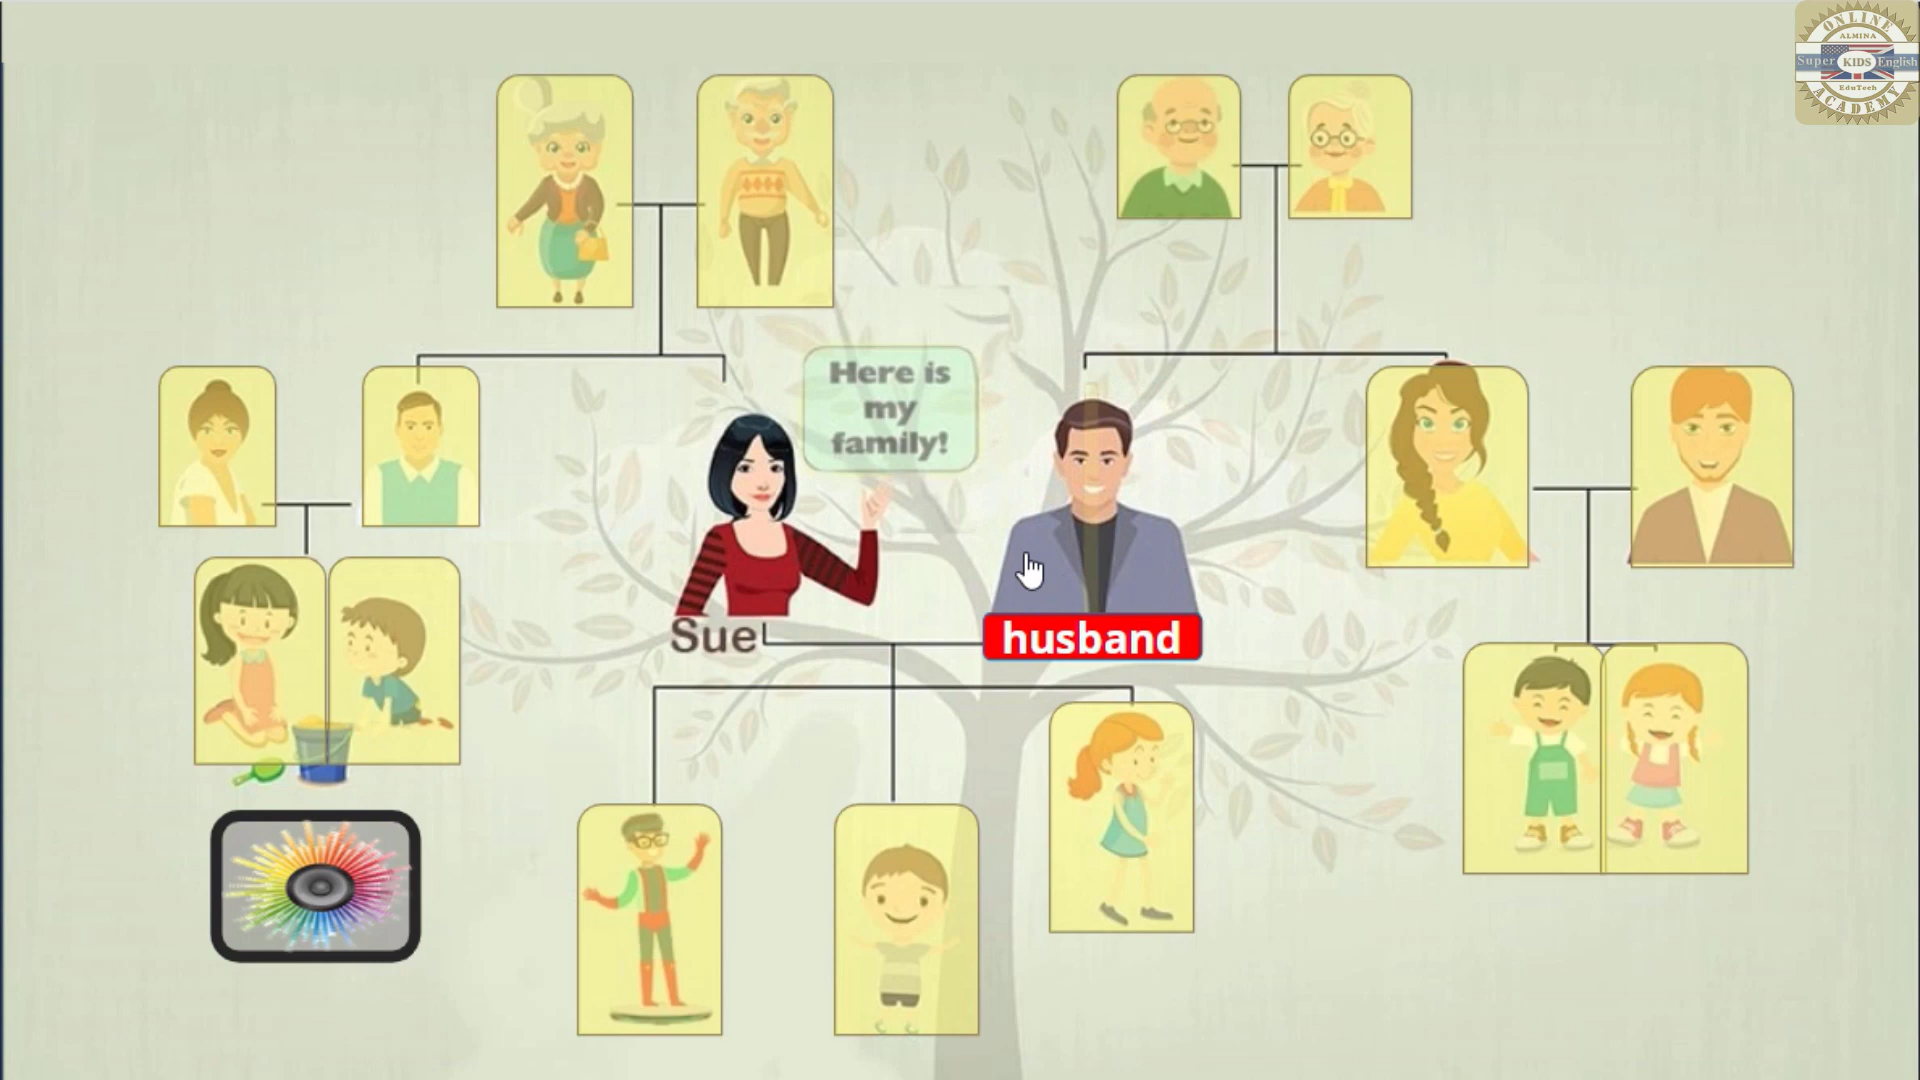 ONLINE
ALMINA
Super KIDS English
EduTech
ACADEMY
Here is
my
family!
Sue
husband